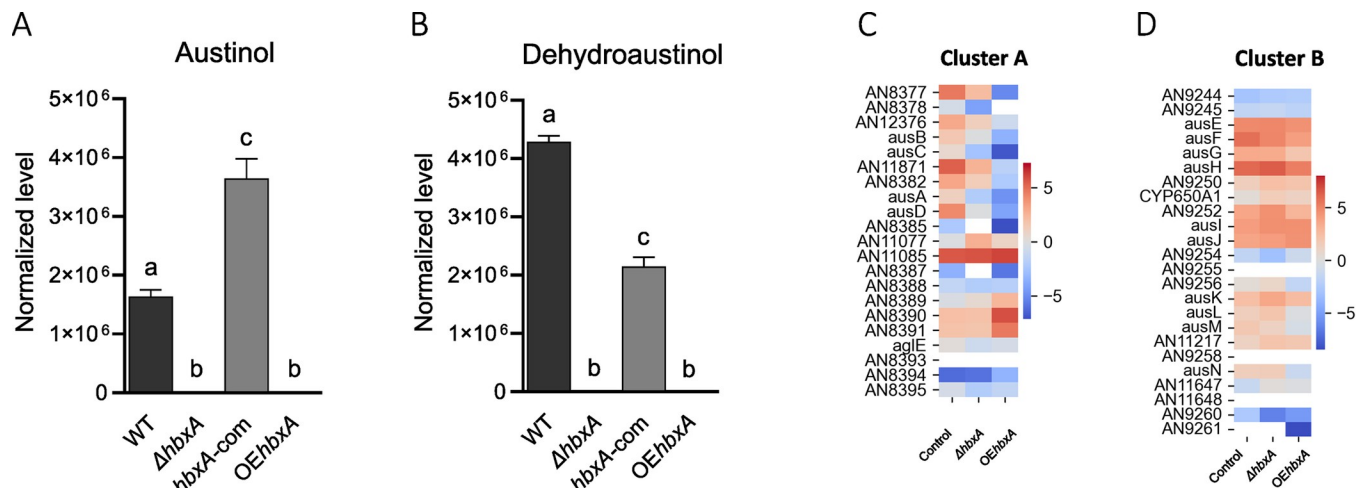 A
Austinol
Normalized level
5×10⁶
4×10⁶
3×10⁶
2×10⁶
1×10⁶
0
a
b
c
b
WT
ΔhbxA
hbxA-com
OEhbxA
B
Dehydroaustinol
Normalized level
5×10⁶
4×10⁶
3×10⁶
2×10⁶
1×10⁶
0
a
b
c
b
WT
ΔhbxA
hbxA-com
OEhbxA
C
Cluster A
AN8377
AN8378
AN12376
ausB
ausC
AN11871
AN8382
ausA
ausD
AN8385
AN11077
AN11085
AN8387
AN8388
AN8389
AN8390
AN8391
aglE
AN8393
AN8394
AN8395
Control
ΔhbxA
OEhbxA
5
0
−5
D
Cluster B
AN9244
AN9245
ausE
ausF
ausG
ausH
AN9250
CYP650A1
AN9252
ausI
ausJ
AN9254
AN9255
AN9256
ausK
ausL
ausM
AN11217
AN9258
ausN
AN11647
AN11648
AN9260
AN9261
Control
ΔhbxA
OEhbxA
5
0
−5